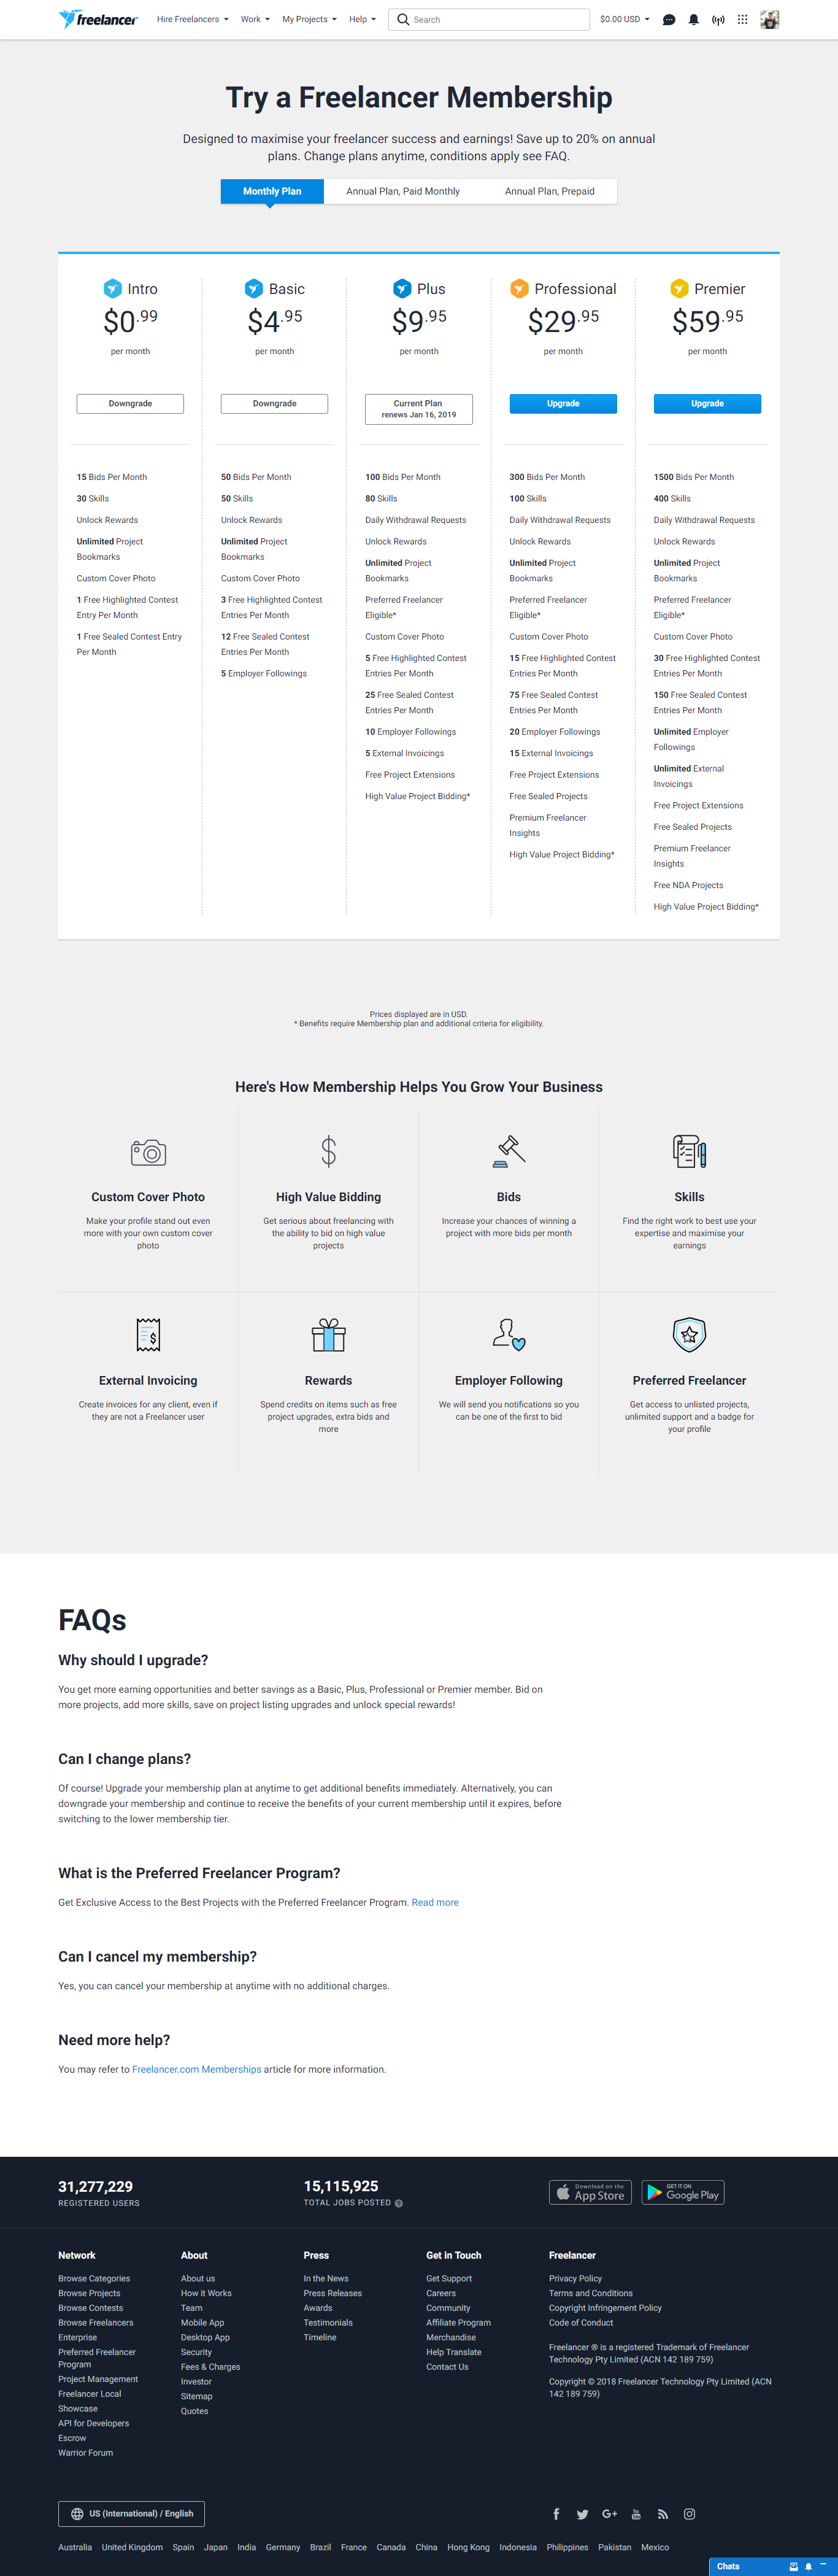 freelancer
Hire Freelancers
Work
My Projects
Help
Search
$0.00 USD
Try a Freelancer Membership
Designed to maximise your freelancer success and earnings! Save up to 20% on annual
plans. Change plans anytime, conditions apply see FAQ.
Monthly Plan
Annual Plan, Paid Monthly
Annual Plan, Prepaid
Intro
$0.99
per month
Downgrade
15 Bids Per Month
30 Skills
Unlock Rewards
Unlimited Project
Bookmarks
Custom Cover Photo
1 Free Highlighted Contest
Entry Per Month
1 Free Sealed Contest Entry
Per Month
Basic
$4.95
per month
Downgrade
50 Bids Per Month
50 Skills
Unlock Rewards
Unlimited Project
Bookmarks
Custom Cover Photo
3 Free Highlighted Contest
Entries Per Month
12 Free Sealed Contest
Entries Per Month
5 Employer Followings
Plus
$9.95
per month
Current Plan
renews Jan 16, 2019
100 Bids Per Month
80 Skills
Daily Withdrawal Requests
Unlock Rewards
Unlimited Project
Bookmarks
Preferred Freelancer
Eligible*
Custom Cover Photo
5 Free Highlighted Contest
Entries Per Month
25 Free Sealed Contest
Entries Per Month
10 Employer Followings
5 External Invoicings
Free Project Extensions
High Value Project Bidding*
Professional
$29.95
per month
Upgrade
300 Bids Per Month
100 Skills
Daily Withdrawal Requests
Unlock Rewards
Unlimited Project
Bookmarks
Preferred Freelancer
Eligible*
Custom Cover Photo
15 Free Highlighted Contest
Entries Per Month
75 Free Sealed Contest
Entries Per Month
20 Employer Followings
15 External Invoicings
Free Project Extensions
Free Sealed Projects
Premium Freelancer
Insights
High Value Project Bidding*
Premier
$59.95
per month
Upgrade
1500 Bids Per Month
400 Skills
Daily Withdrawal Requests
Unlock Rewards
Unlimited Project
Bookmarks
Preferred Freelancer
Eligible*
Custom Cover Photo
30 Free Highlighted Contest
Entries Per Month
150 Free Sealed Contest
Entries Per Month
Unlimited Employer
Followings
Unlimited External
Invoicings
Free Project Extensions
Free Sealed Projects
Premium Freelancer
Insights
Free NDA Projects
High Value Project Bidding*
Prices displayed are in USD.
* Benefits require Membership plan and additional criteria for eligibility.
Here's How Membership Helps You Grow Your Business
Custom Cover Photo
Make your profile stand out even
more with your own custom cover
photo
High Value Bidding
Get serious about freelancing with
the ability to bid on high value
projects
Bids
Increase your chances of winning a
project with more bids per month
Skills
Find the right work to best use your
expertise and maximise your
earnings
External Invoicing
Create invoices for any client, even if
they are not a Freelancer user
Rewards
Spend credits on items such as free
project upgrades, extra bids and
more
Employer Following
We will send you notifications so you
can be one of the first to bid
Preferred Freelancer
Get access to unlisted projects,
unlimited support and a badge for
your profile
FAQs
Why should I upgrade?
You get more earning opportunities and better savings as a Basic, Plus, Professional or Premier member. Bid on
more projects, add more skills, save on project listing upgrades and unlock special rewards!
Can I change plans?
Of course! Upgrade your membership plan at anytime to get additional benefits immediately. Alternatively, you can
downgrade your membership and continue to receive the benefits of your current membership until it expires, before
switching to the lower membership tier.
What is the Preferred Freelancer Program?
Get Exclusive Access to the Best Projects with the Preferred Freelancer Program. Read more
Can I cancel my membership?
Yes, you can cancel your membership at anytime with no additional charges.
Need more help?
You may refer to Freelancer.com Memberships article for more information.
31,277,229
REGISTERED USERS
15,115,925
TOTAL JOBS POSTED ?
Download on the
App Store
GET IT ON
Google Play
Network
Browse Categories
Browse Projects
Browse Contests
Browse Freelancers
Enterprise
Preferred Freelancer
Program
Project Management
Freelancer Local
Showcase
API for Developers
Escrow
Warrior Forum
About
About us
How it Works
Team
Mobile App
Desktop App
Security
Fees & Charges
Investor
Sitemap
Quotes
Press
In the News
Press Releases
Awards
Testimonials
Timeline
Get in Touch
Get Support
Careers
Community
Affiliate Program
Merchandise
Help Translate
Contact Us
Freelancer
Privacy Policy
Terms and Conditions
Copyright Infringement Policy
Code of Conduct
Freelancer ® is a registered Trademark of Freelancer
Technology Pty Limited (ACN 142 189 759)
Copyright © 2018 Freelancer Technology Pty Limited (ACN
142 189 759)
US (International) / English
Australia United Kingdom Spain Japan India Germany Brazil France Canada China Hong Kong Indonesia Philippines Pakistan Mexico
Chats